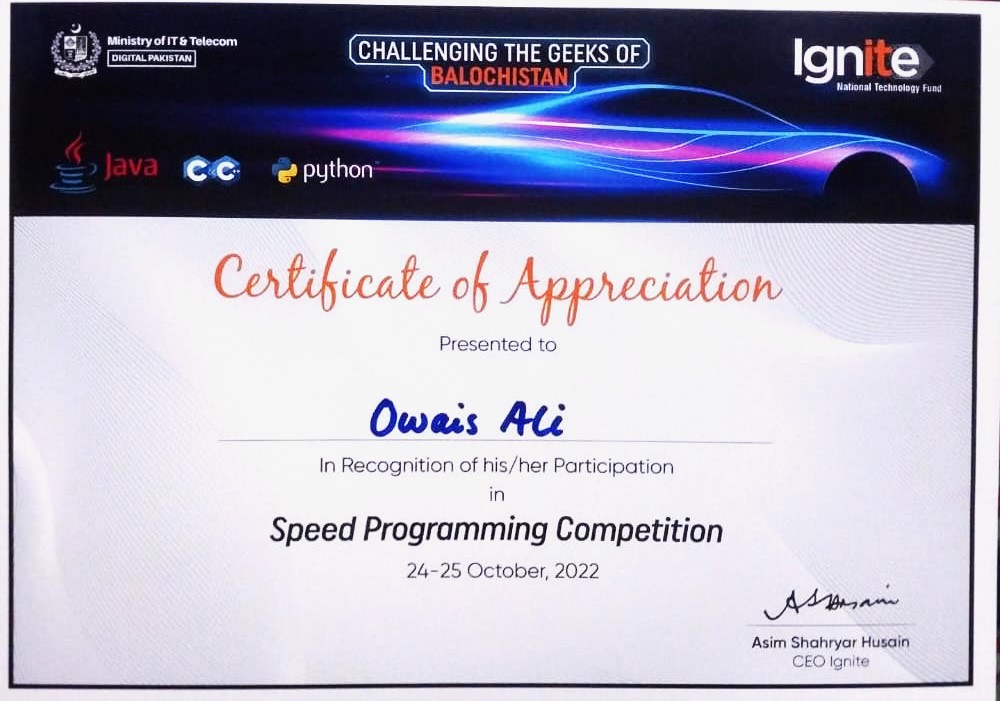 Ministry of IT & Telecom
DIGITAL PAKISTAN
CHALLENGING THE GEEKS OF
BALOCHISTAN
Ignite
National Technology Fund
Java
C C++
python
Certificate of Appreciation
Presented to
Owais Ali
In Recognition of his/her Participation
in
Speed Programming Competition
24-25 October, 2022
Asim Shahryar Husain
CEO Ignite